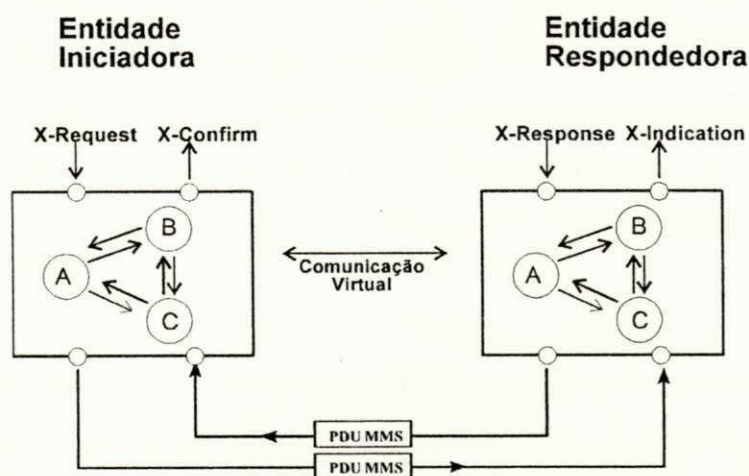 Entidade
Iniciadora
Entidade
Respondedora
X-Request X-Confirm
X-Response X-Indication
B
A
C
B
A
C
Comunicação
Virtual
PDU MMS
PDU MMS